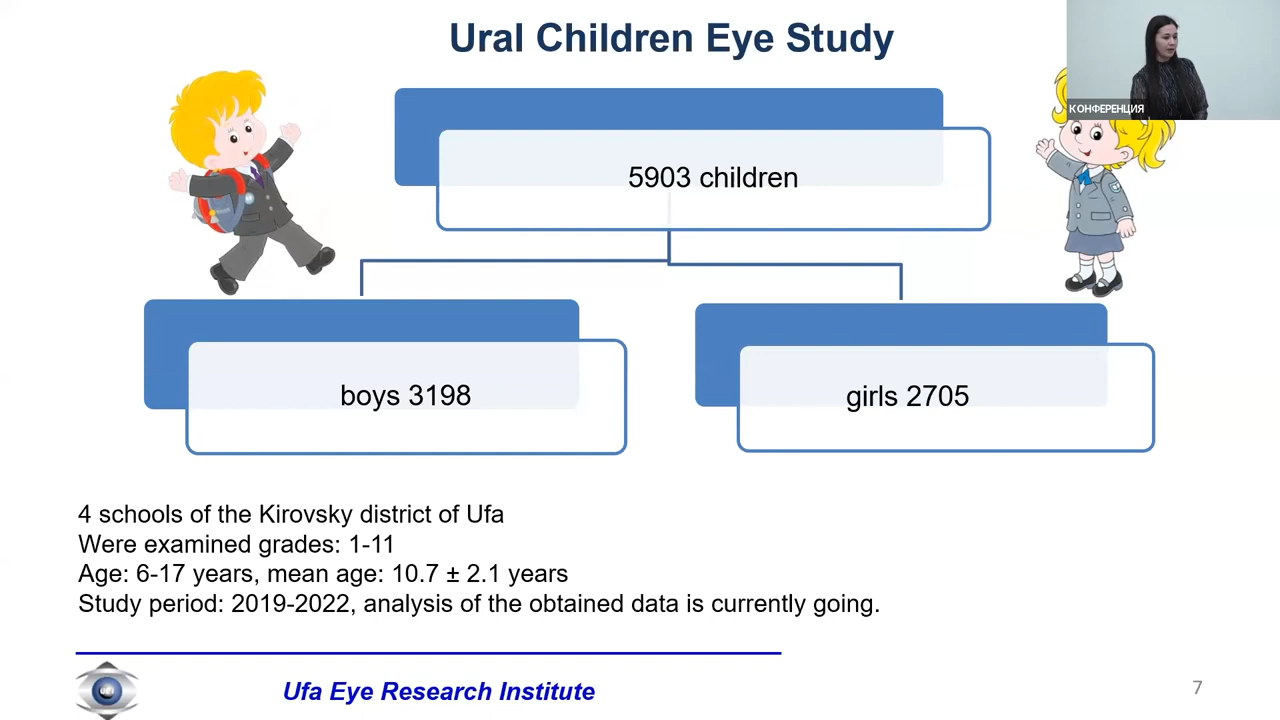 Ural Children Eye Study
КОНФЕРЕНЦИЯ
5903 children
boys 3198
girls 2705
4 schools of the Kirovsky district of Ufa
Were examined grades: 1-11
Age: 6-17 years, mean age: 10.7 ± 2.1 years
Study period: 2019-2022, analysis of the obtained data is currently going.
Ufa Eye Research Institute
7